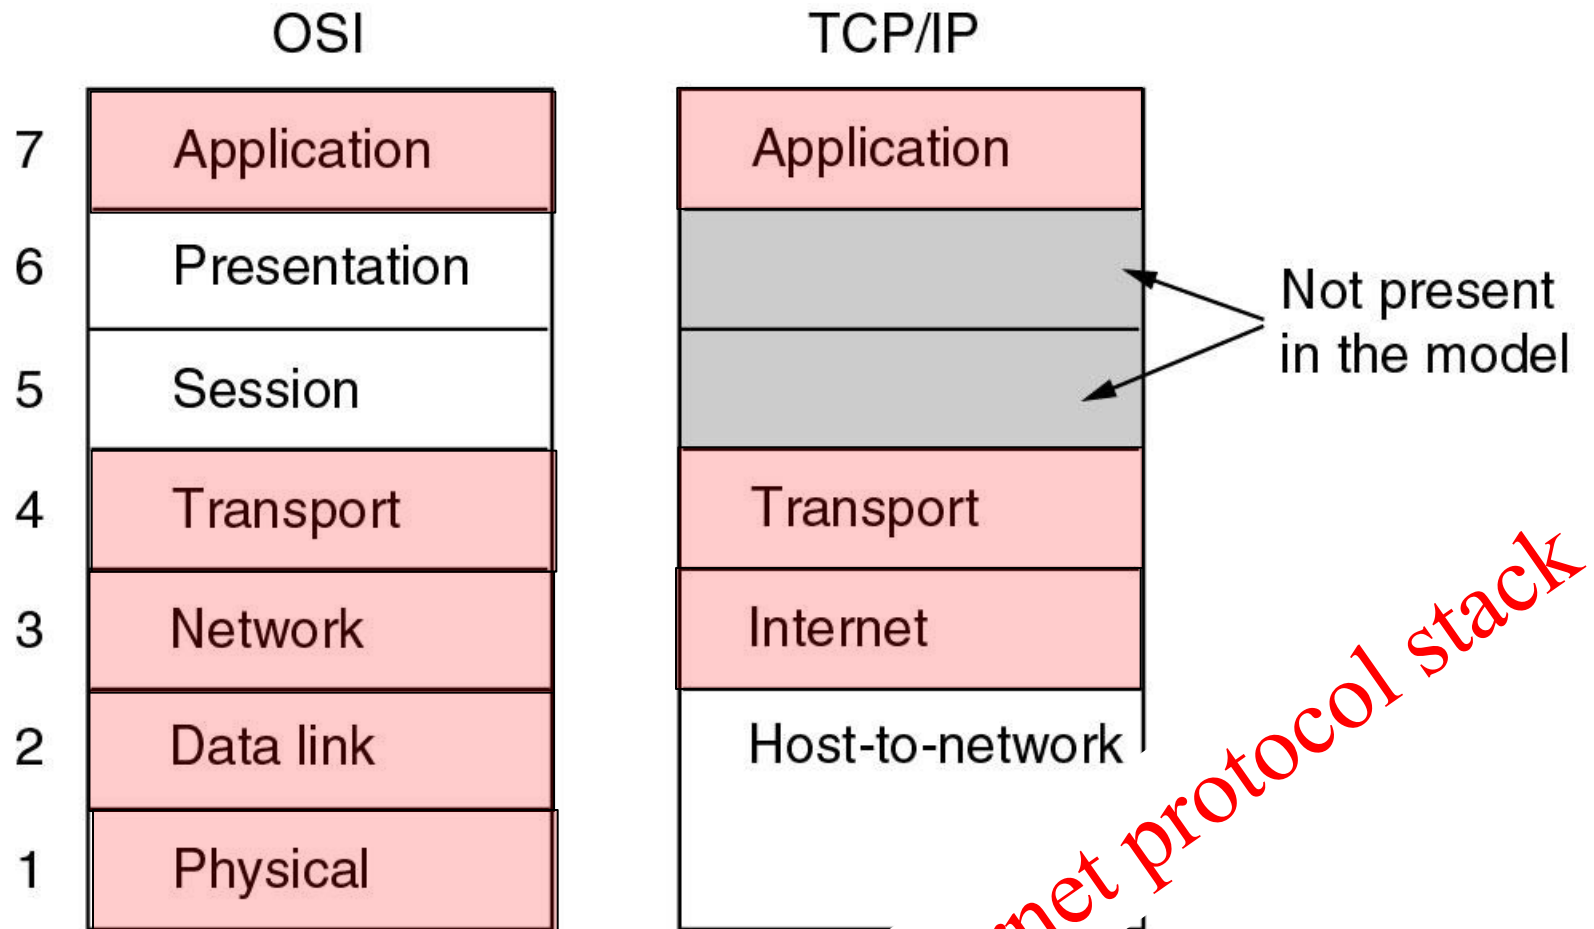 OSI
TCP/IP
7
Application
Application
6
Presentation
Not present
in the model
5
Session
4
Transport
Transport
3
Network
Internet
2
Data link
Host-to-network
1
Physical
protocol stack